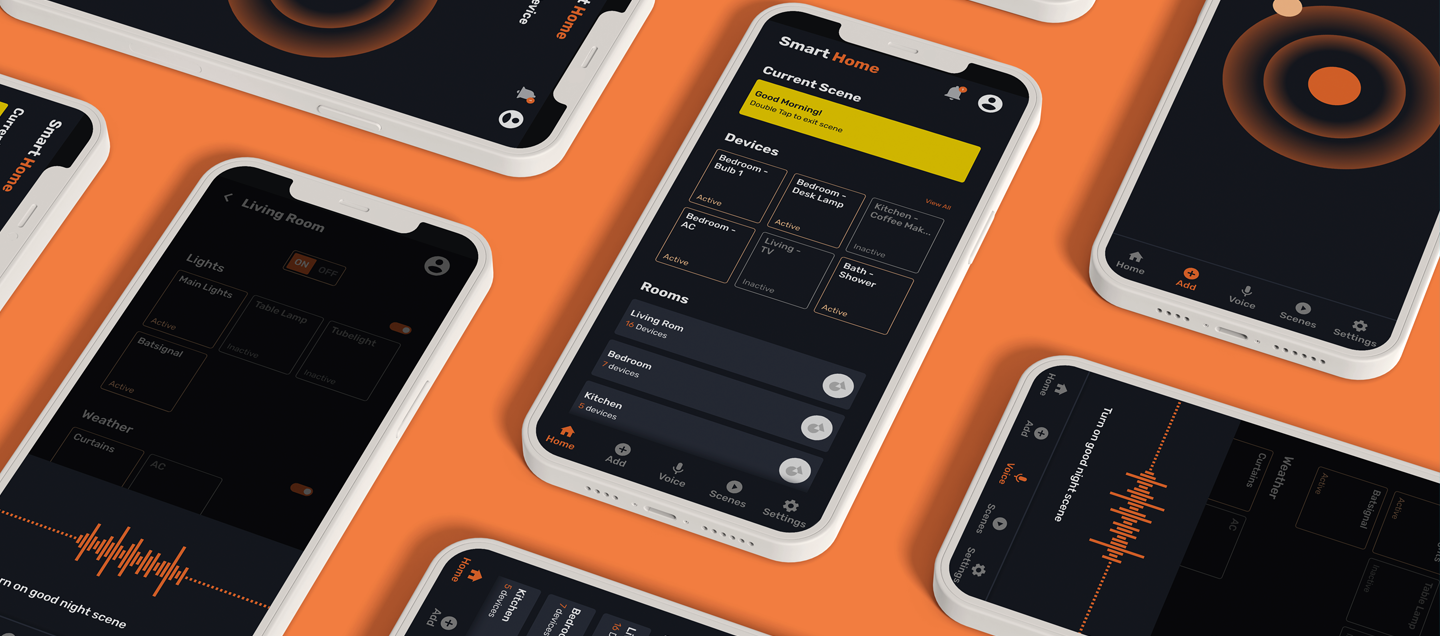 Home
vice
Smart Home
Curre
Living Room
ON OFF
Lights
Main Lights
Active
Table Lamp
Inactive
Tubelight
Inactive
Batsignal
Active
Weather
Curtains
AC
rn on good night scene
Smart Home
Current Scene
Good Morning!
Double Tap to exit scene
Devices
View All
Bedroom -
Bulb 1
Active
Bedroom -
Desk Lamp
Active
Kitchen -
Coffee Mak...
Inactive
Bedroom -
AC
Active
Living -
TV
Inactive
Bath -
Shower
Active
Rooms
Living Rom
16 Devices
Bedroom
7 devices
Kitchen
5 devices
Home
Add
Voice
Scenes
Settings
Home
Add
Kitchen
5 devices
Bedroo
7 devices
Li
16 D
Home
Add
Voice
Scenes
Settings
Home
Add
Voice
Scenes
Settings
Turn on good night scene
Weather
Curtains
AC
Batsignal
Active
Active
Table Lamp
Inactive